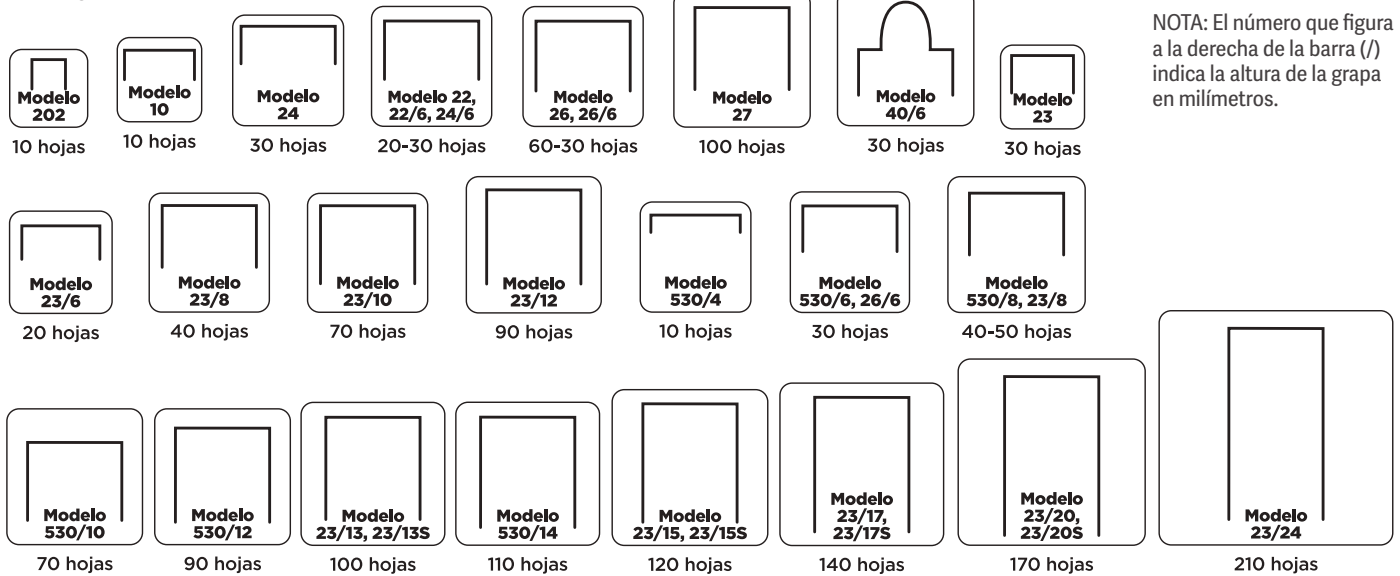 NOTA: El número que figura
a la derecha de la barra (/)
indica la altura de la grapa
en milímetros.
Modelo
202
10 hojas
Modelo
10
10 hojas
Modelo
24
30 hojas
Modelo 22,
22/6, 24/6
20-30 hojas
Modelo
26, 26/6
60-30 hojas
Modelo
27
100 hojas
Modelo
40/6
30 hojas
Modelo
23
30 hojas
Modelo
23/6
20 hojas
Modelo
23/8
40 hojas
Modelo
23/10
70 hojas
Modelo
23/12
90 hojas
Modelo
530/4
10 hojas
Modelo
530/6, 26/6
30 hojas
Modelo
530/8, 23/8
40-50 hojas
Modelo
530/10
70 hojas
Modelo
530/12
90 hojas
Modelo
23/13, 23/13S
100 hojas
Modelo
530/14
110 hojas
Modelo
23/15, 23/15S
120 hojas
Modelo
23/17,
23/17S
140 hojas
Modelo
23/20,
23/20S
170 hojas
Modelo
23/24
210 hojas